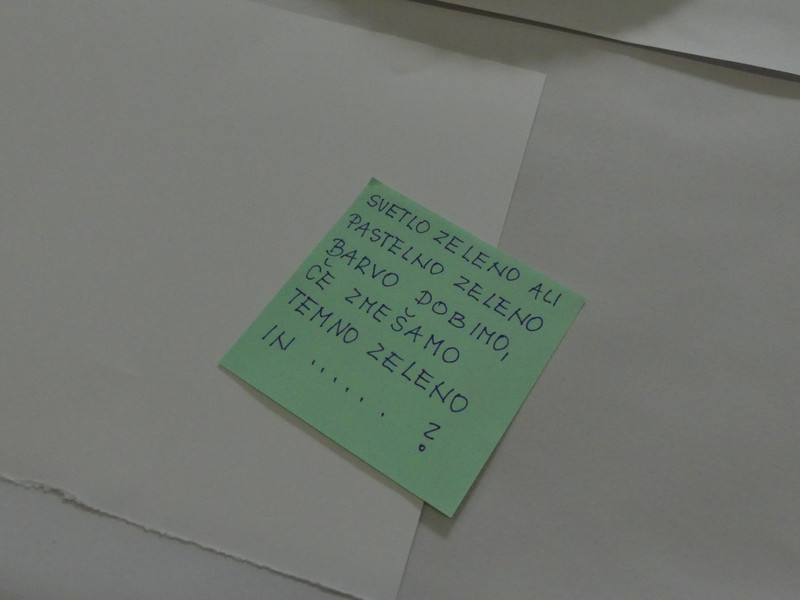 SVETLO ZELENO ALI
PASTELNO ZELENO
BARVO DOBIMO,
ČE ZMEŠAMO
TEMNO ZELENO
IN ......?